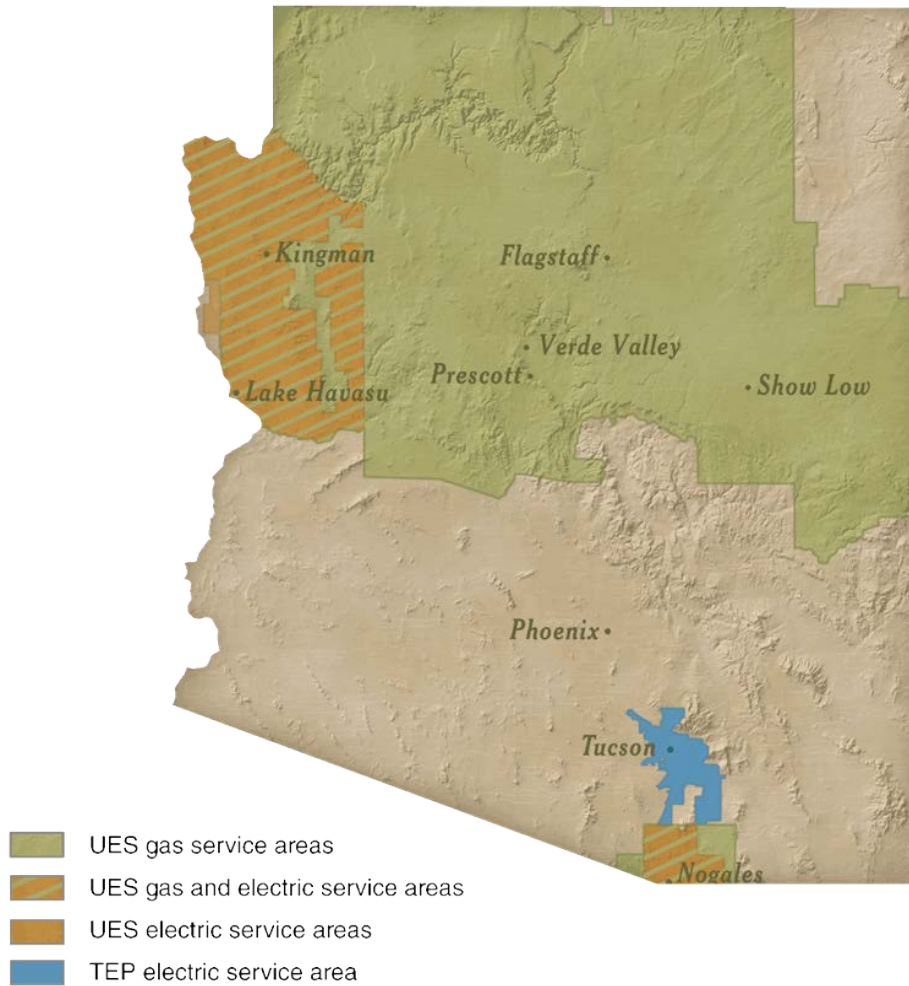 Kingman
Flagstaff
Verde Valley
Prescott
Show Low
Lake Havasu
Phoenix
Tucson
Nogales
UES gas service areas
UES gas and electric service areas
UES electric service areas
TEP electric service area